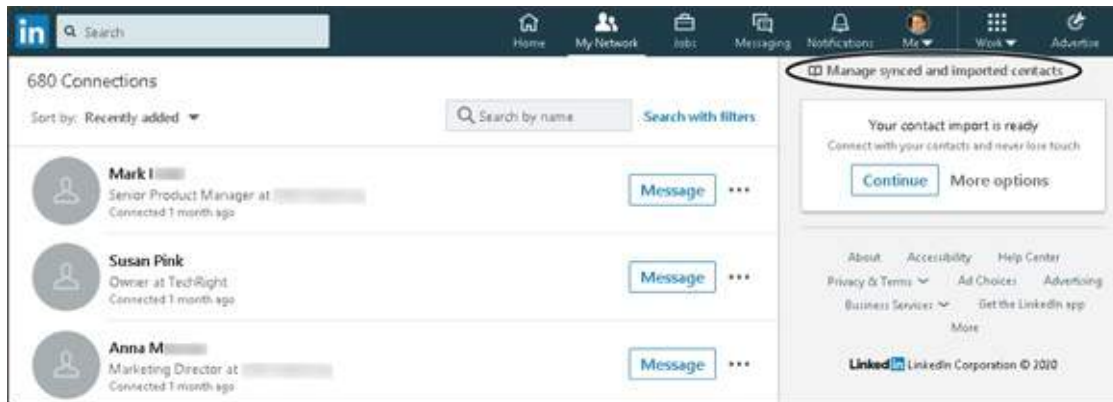 in Search
Home My Network Jobs Messaging Notifications Me Work Advertise
680 Connections
Sort by: Recently added
Search by name
Search with filters
Mark I
Senior Product Manager at
Connected 1 month ago
Message
Susan Pink
Owner at TechRight
Connected 1 month ago
Message
Anna M
Marketing Director at
Connected 1 month ago
Message
Manage synced and imported contacts
Your contact import is ready
Connect with your contacts and never lose touch
Continue More options
About Accessibility Help Center
Privacy & Terms Ad Choices Advertising
Business Services Get the LinkedIn app
More
LinkedIn LinkedIn Corporation © 2020